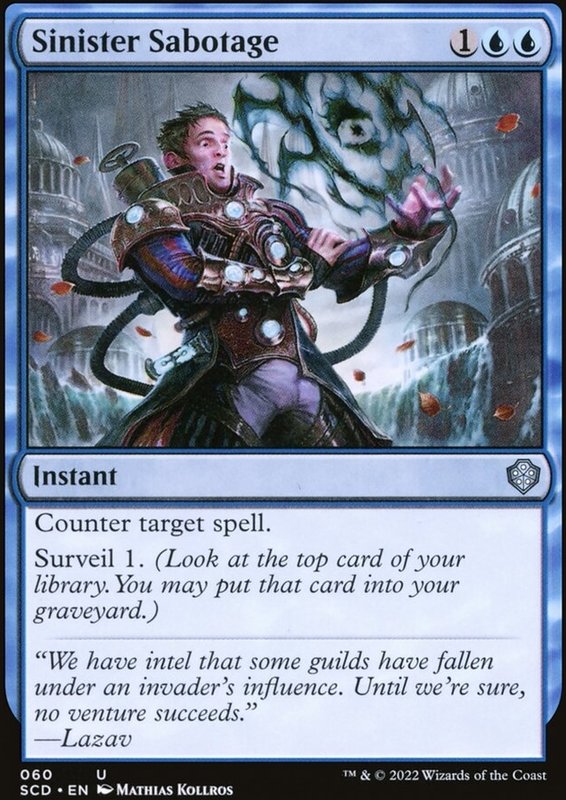 Sinister Sabotage 1
Instant
Counter target spell.
Surveil 1. (Look at the top card of your
library. You may put that card into your
graveyard.)
“We have intel that some guilds have fallen
under an invader’s influence. Until we’re sure,
no venture succeeds.”
—Lazav
060 U
SCD • EN Mathias Kollros
™ & © 2022 Wizards of the Coast